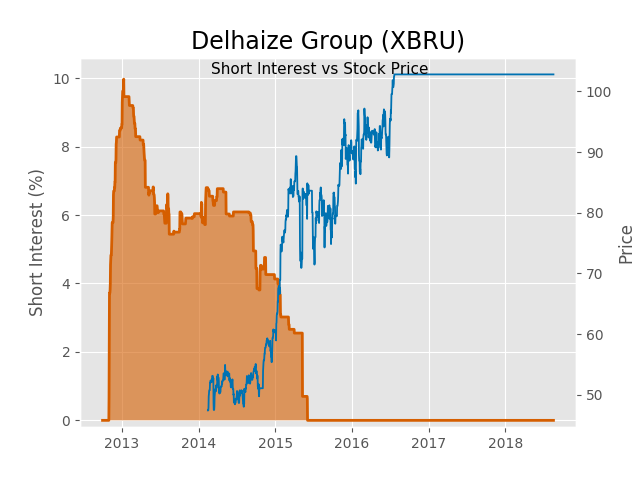 Delhaize Group (XBRU)
Short Interest vs Stock Price
10
8
6
4
2
0
Short Interest (%)
100
90
80
70
60
50
Price
2013 2014 2015 2016 2017 2018